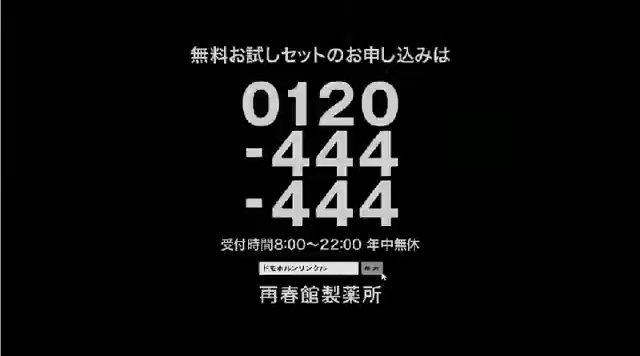 無料お試しセットのお申し込みは
0120
-444
-444
受付時間8:00〜22:00 年中無休
ドモホルンリンクル 検索
再春館製薬所